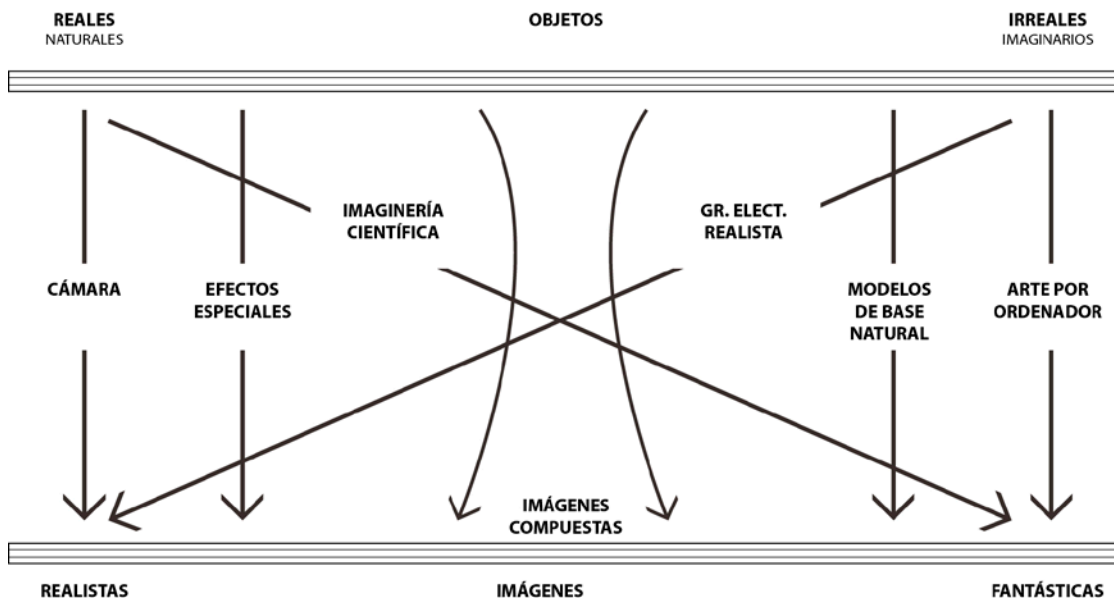 REALES
NATURALES
OBJETOS
IRREALES
IMAGINARIOS
IMAGINERÍA
CIENTÍFICA
GR. ELECT.
REALISTA
CÁMARA
EFECTOS
ESPECIALES
MODELOS
DE BASE
NATURAL
ARTE POR
ORDENADOR
IMÁGENES
COMPUESTAS
REALISTAS
IMÁGENES
FANTÁSTICAS